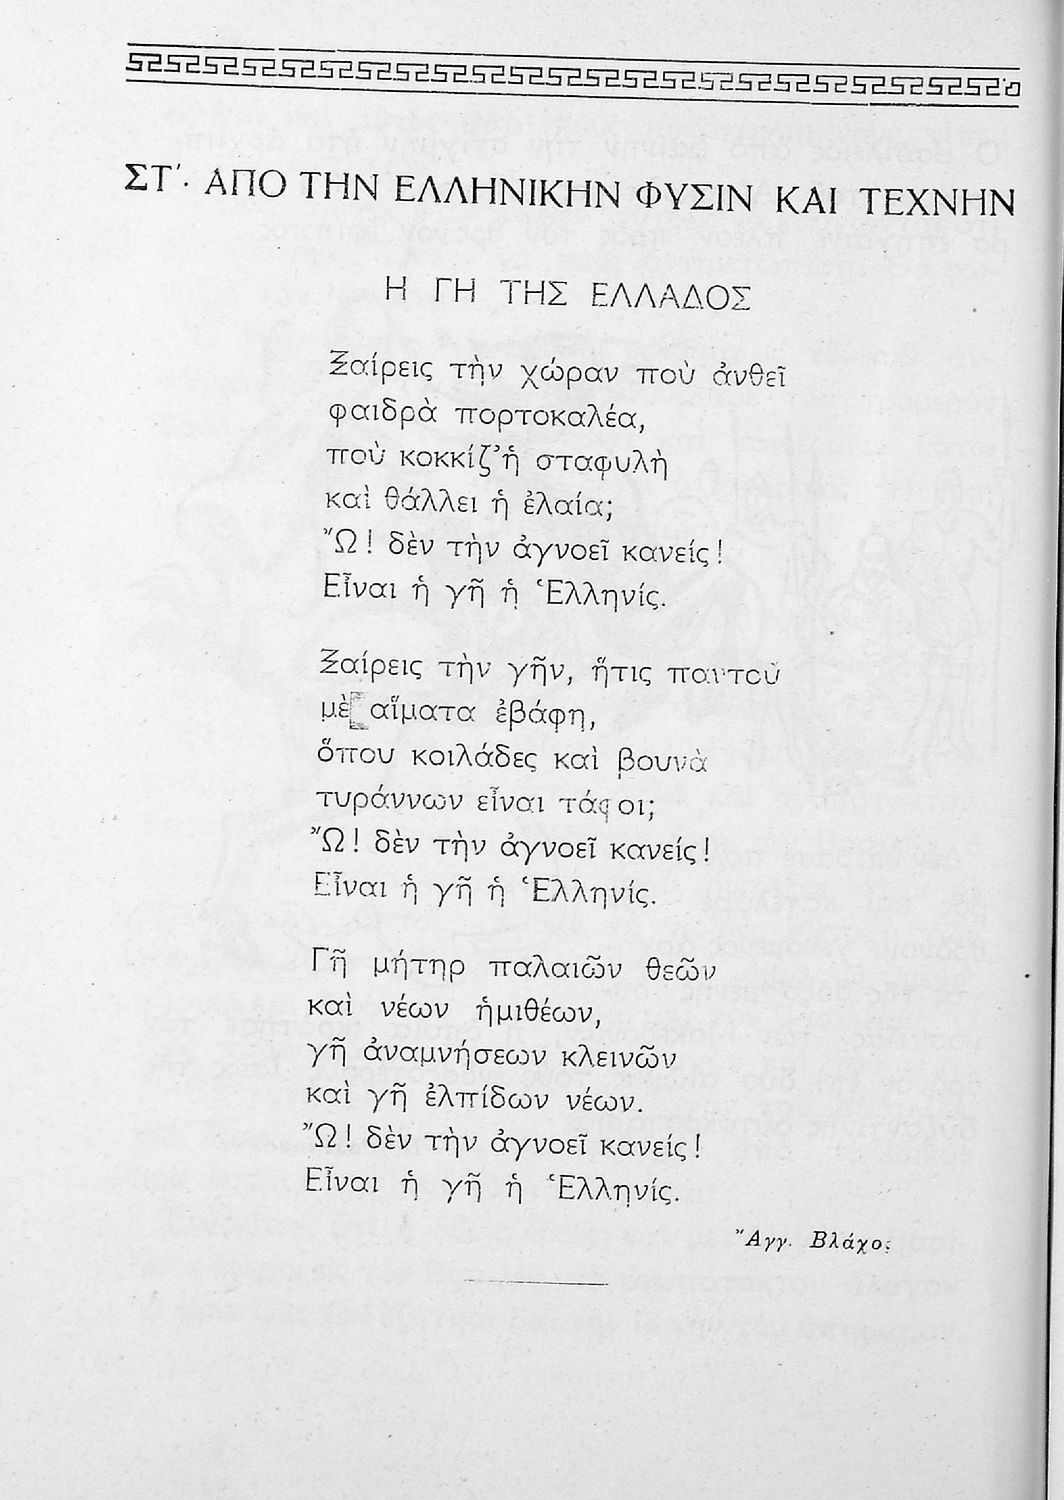 ΣΤ΄. ΑΠΟ ΤΗΝ ΕΛΛΗΝΙΚΗΝ ΦΥΣΙΝ ΚΑΙ ΤΕΧΝΗΝ
Η ΓΗ ΤΗΣ ΕΛΛΑΔΟΣ
Ξαίρεις τὴν χώραν ποὺ ἀνθεῖ
φαιδρὰ πορτοκαλέα,
ποὺ κοκκίζ᾿ἡ σταφυλὴ
καὶ θάλλει ἡ ἐλαία;
Ὤ! δὲν τὴν ἀγνοεῖ κανείς!
Εἶναι ἡ γῆ ἡ Ἑλληνίς.
Ξαίρεις τὴν γῆν, ἥτις παντοῦ
μὲ αἵματα ἐβάφη,
ὅπου κοιλάδες καὶ βουνὰ
τυράννων εἶναι τάφοι;
Ὤ! δὲν τὴν ἀγνοεῖ κανείς!
Εἶναι ἡ γῆ ἡ Ἑλληνίς.
Γῆ μήτηρ παλαιῶν θεῶν
καὶ νέων ἡμιθέων,
γῆ ἀναμνήσεων κλεινῶν
καὶ γῆ ἐλπίδων νέων.
Ὤ! δὲν τὴν ἀγνοεῖ κανείς!
Εἶναι ἡ γῆ ἡ Ἑλληνίς.
Ἄγγ. Βλάχος